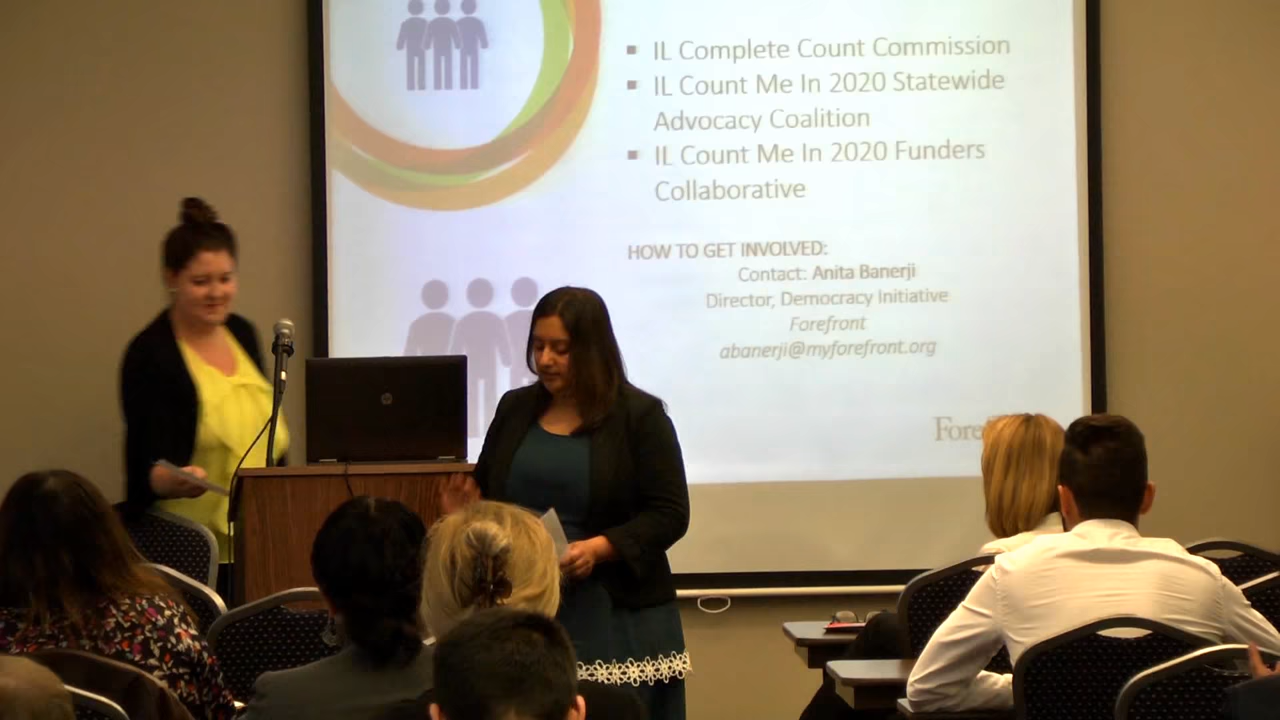 IL Complete Count Commission
IL Count Me In 2020 Statewide
Advocacy Coalition
IL Count Me In 2020 Funders
Collaborative
HOW TO GET INVOLVED:
Contact: Anita Banerji
Director, Democracy Initiative
Forefront
abanerji@myforefront.org
Fore